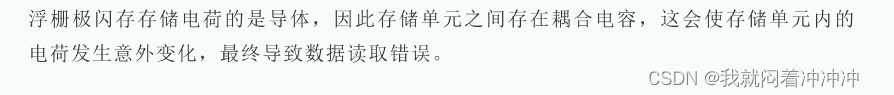 浮栅极闪存存储电荷的是导体，因此存储单元之间存在耦合电容，这会使存储单元内的
电荷发生意外变化，最终导致数据读取错误。
CSDN @我就闷着冲冲冲